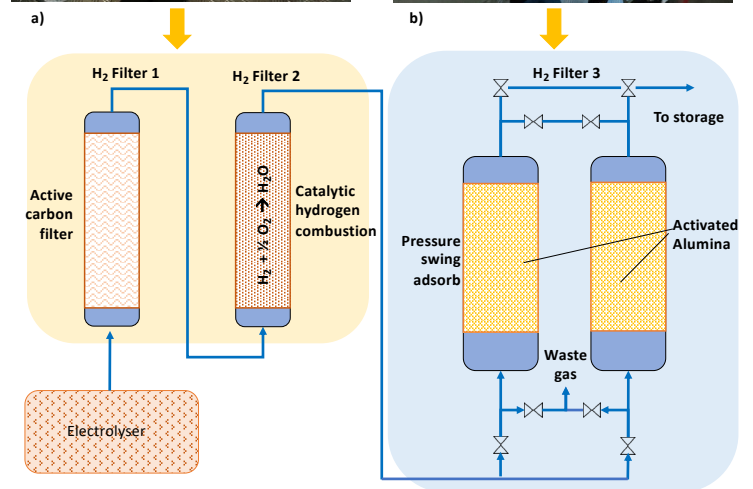 a)
b)
H₂ Filter 1
H₂ Filter 2
H₂ Filter 3
To storage
Active
carbon
filter
H₂ + ½ O₂ → H₂O
Catalytic
hydrogen
combustion
Pressure
swing
adsorb
Activated
Alumina
Waste
gas
Electrolyser